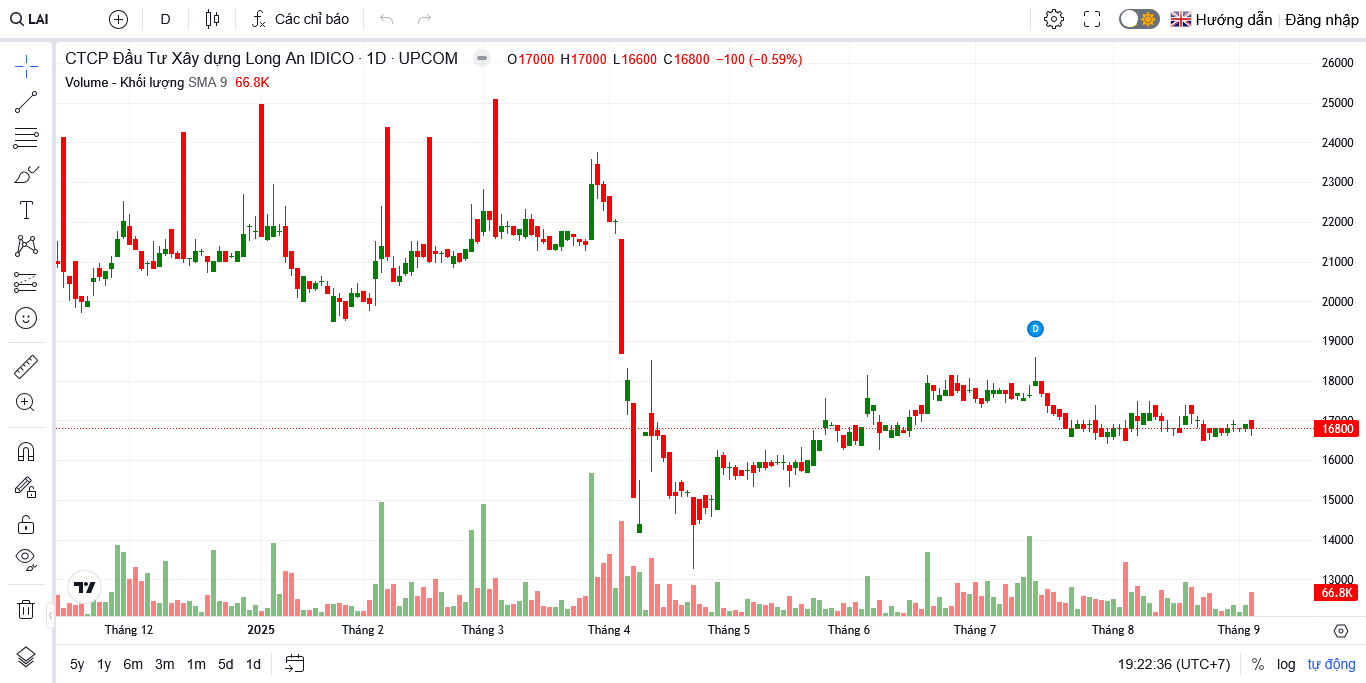 LAI D Các chỉ báo Hướng dẫn Đăng nhập
CTCP Đầu Tư Xây dựng Long An IDICO · 1D · UPCOM O17000 H17000 L16600 C16800 −100 (−0.59%)
Volume - Khối lượng SMA 9 66.8K
26000
25000
24000
23000
22000
21000
20000
19000
D
18000
17000
16800
16000
15000
14000
13000
66.8K
Tháng 12 2025 Tháng 2 Tháng 3 Tháng 4 Tháng 5 Tháng 6 Tháng 7 Tháng 8 Tháng 9
5y 1y 6m 3m 1m 5d 1d 19:22:36 (UTC+7) % log tự động